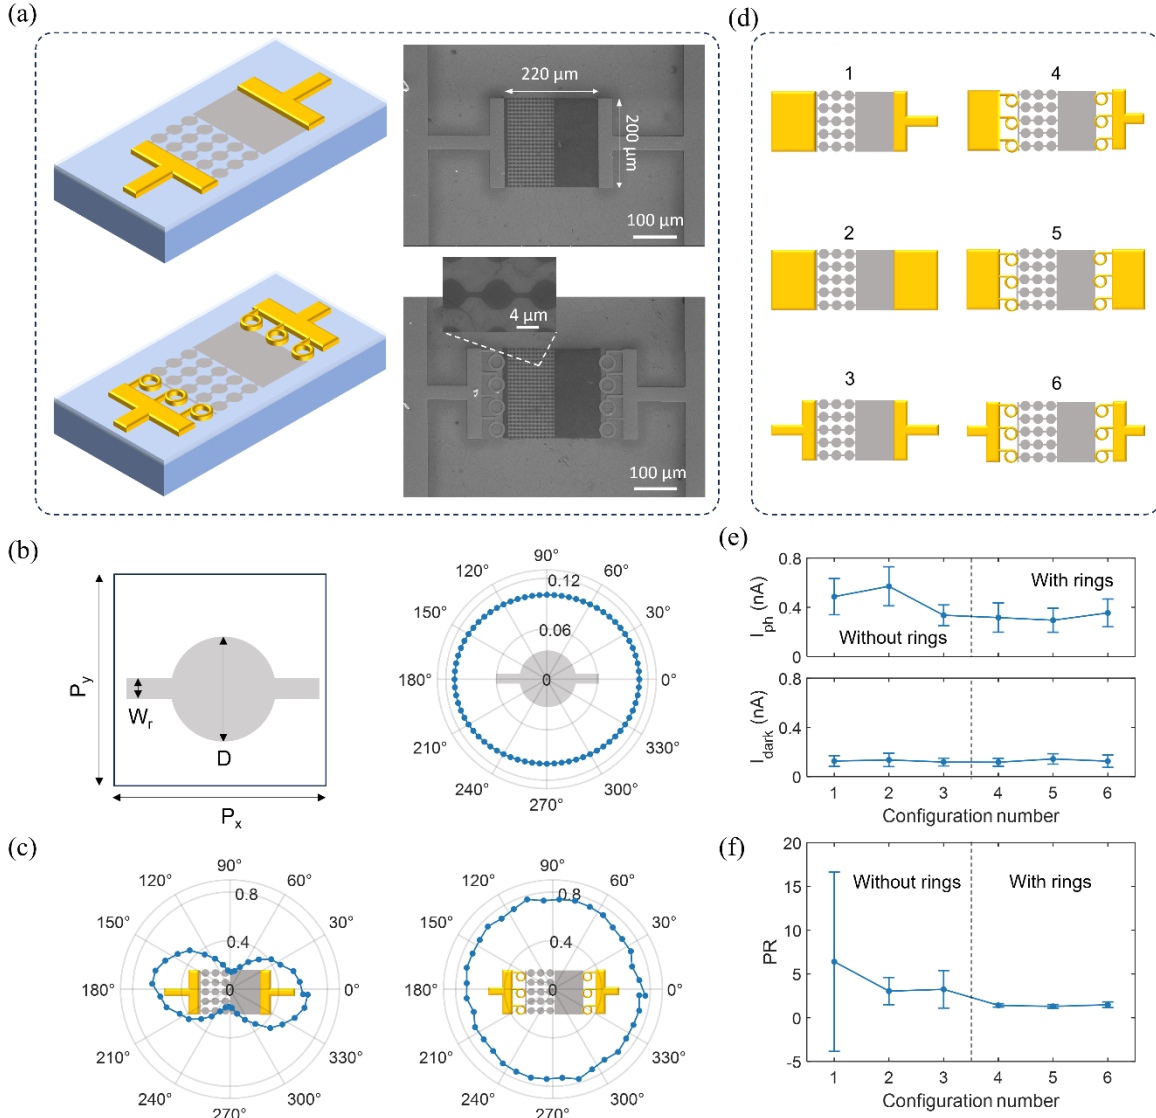 (a)
220 μm
200 μm
100 μm
4 μm
100 μm
(d)
1
4
2
5
3
6
(b)
P_y
W_r
D
P_x
90°
120°
60°
0.12
150°
30°
0.06
180°
0
0°
210°
330°
240°
300°
270°
(c)
90°
120°
60°
0.8
150°
30°
0.4
180°
0
0°
210°
330°
240°
300°
270°
90°
120°
60°
0.8
150°
30°
0.4
180°
0
0°
210°
330°
240°
300°
270°
(e)
0.8
0.4
0
I_ph (nA)
With rings
Without rings
0.8
0.4
0
I_dark (nA)
1 2 3 4 5 6
Configuration number
(f)
20
15
10
5
0
-5
PR
Without rings
With rings
1 2 3 4 5 6
Configuration number